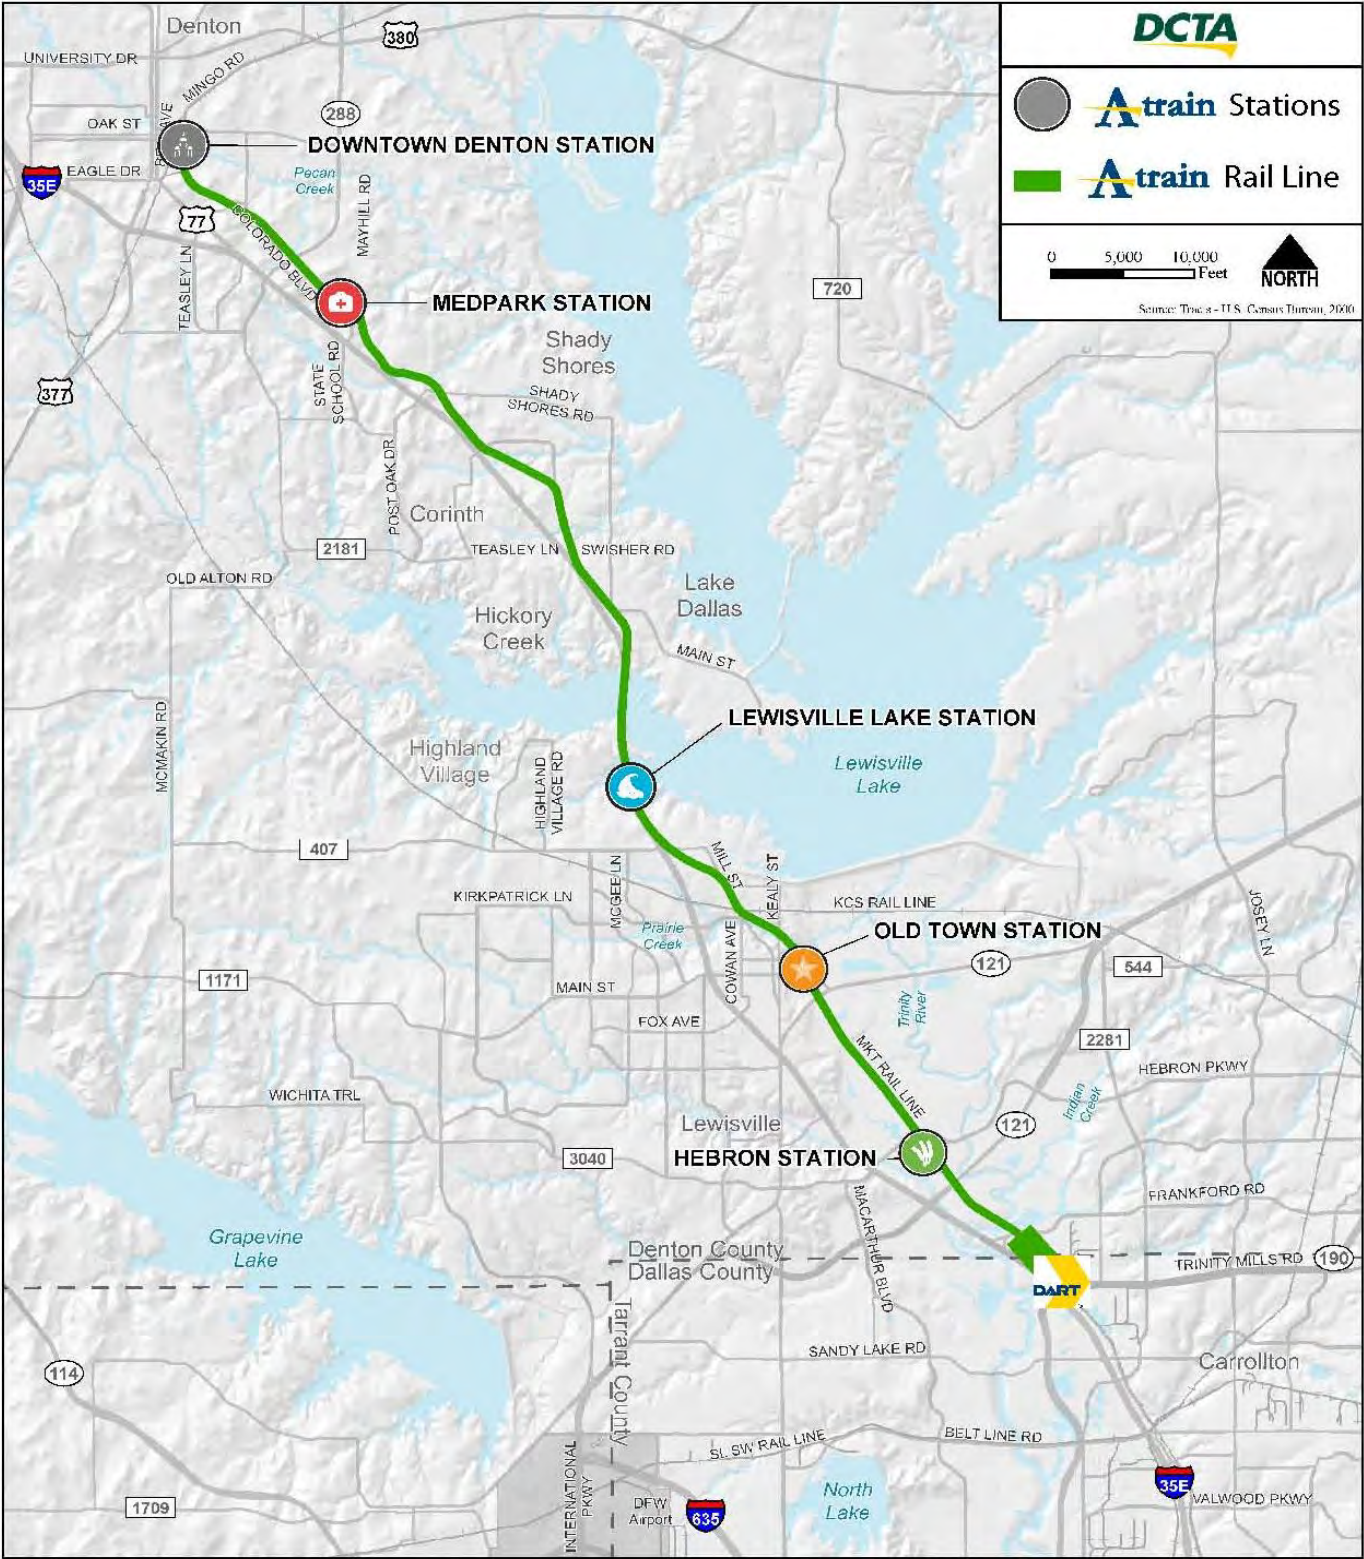 Denton
380
UNIVERSITY DR
MINGO RD
OAK ST
AVE
288
DOWNTOWN DENTON STATION
EAGLE DR
35E
Pecan
Creek
77
COLORADO BLVD
MAYHILL RD
TEASLEY LN
MEDPARK STATION
DCTA
A train Stations
A train Rail Line
0 5,000 10,000
Feet
NORTH
Source: Tracts - U.S. Census Bureau, 2000
720
Shady
Shores
STATE
SCHOOL RD
377
SHADY
SHORES RD
POST OAK DR
Corinth
2181
TEASLEY LN
SWISHER RD
OLD ALTON RD
Lake
Dallas
Hickory
Creek
MAIN ST
MCMAKIN RD
LEWISVILLE LAKE STATION
Highland
Village
HIGHLAND
VILLAGE RD
Lewisville
Lake
407
MILL ST
KEALY ST
MCGEE LN
KIRKPATRICK LN
KCS RAIL LINE
JOSEY LN
Prairie
Creek
COWAN AVE
OLD TOWN STATION
121
544
1171
MAIN ST
Trinity
River
FOX AVE
MKT RAIL LINE
2281
HEBRON PKWY
WICHITA TRL
Indian
Creek
Lewisville
121
3040
HEBRON STATION
MACARTHUR BLVD
FRANKFORD RD
Grapevine
Lake
Denton County
Dallas County
TRINITY MILLS RD
190
DART
Tarrant County
SANDY LAKE RD
114
Carrollton
SL SW RAIL LINE
BELT LINE RD
INTERNATIONAL
PKWY
North
Lake
35E
VALWOOD PKWY
1709
DFW
Airport
635